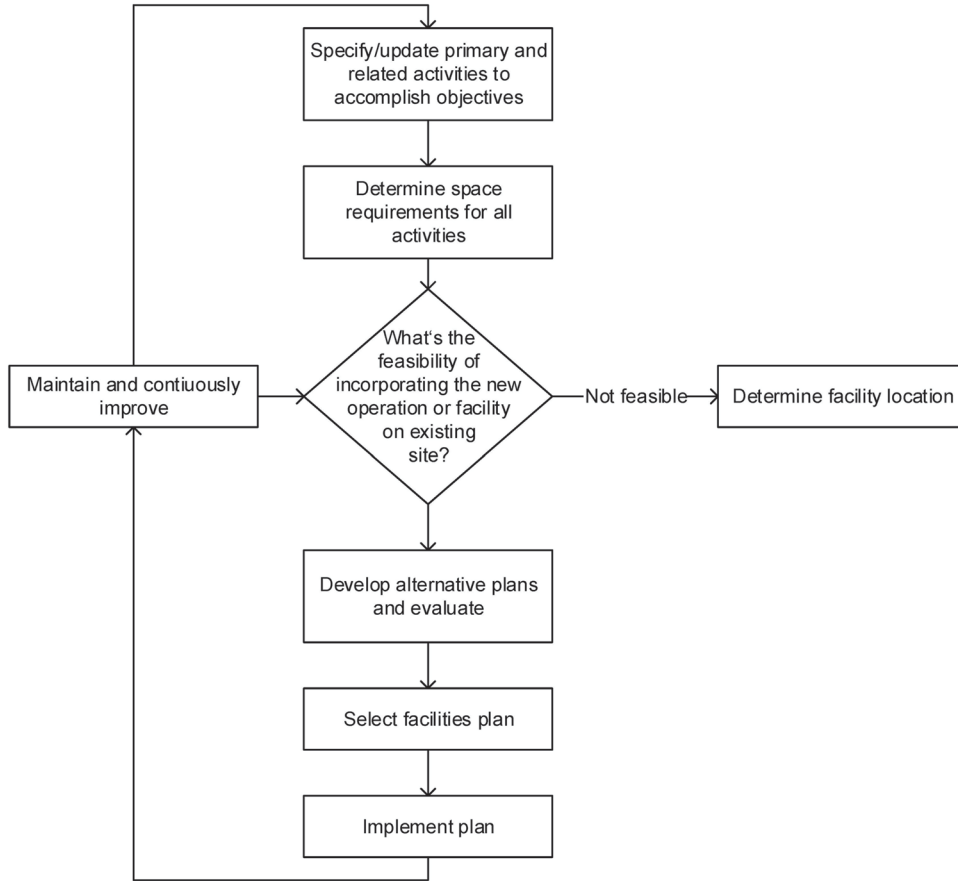 Specify/update primary and
related activities to
accomplish objectives
Determine space
requirements for all
activities
What‘s the
feasibility of
incorporating the new
operation or facility
on existing
site?
Maintain and contiuously
improve
Not feasible
Determine facility location
Develop alternative plans
and evaluate
Select facilities plan
Implement plan